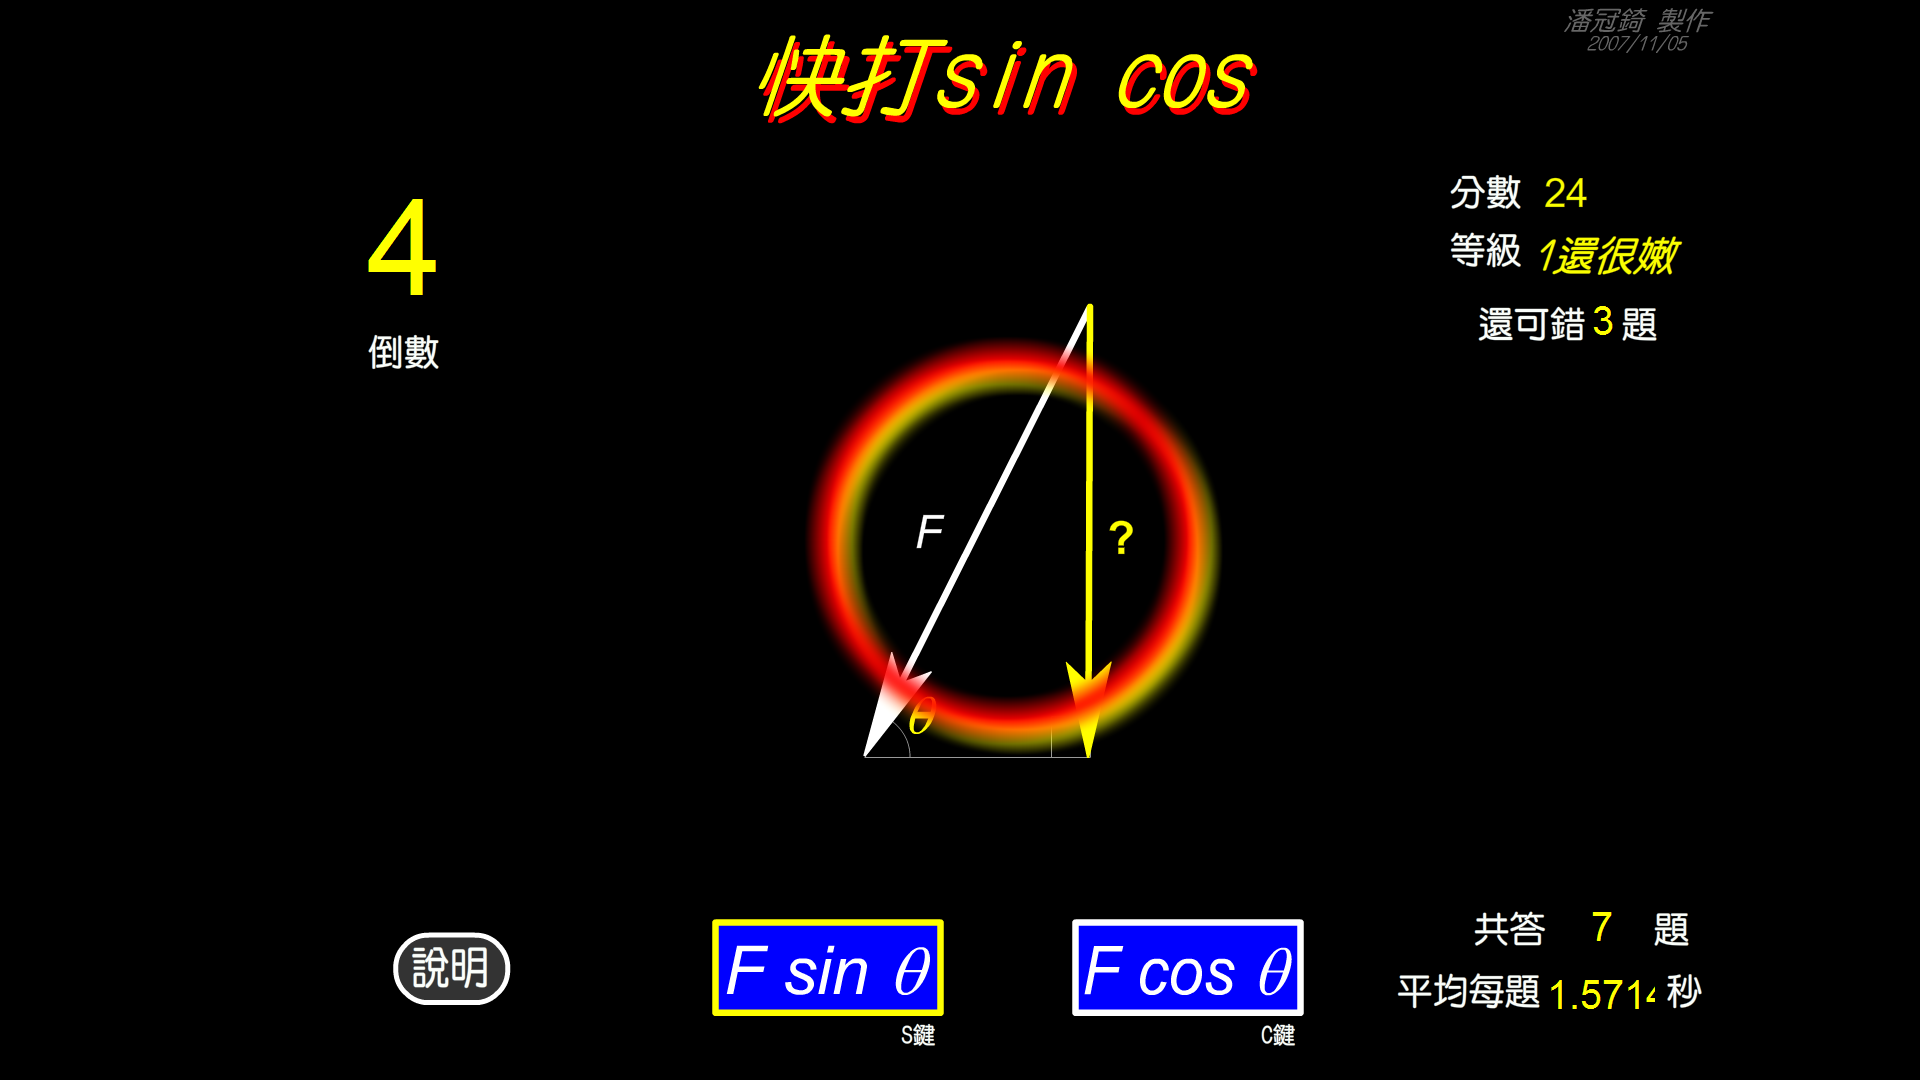 潘冠錡 製作
2007/11/05
快打sin cos
4
倒數
分數 24
等級 1還很嫩
還可錯3題
F
?
θ
說明
F sin θ
S鍵
F cos θ
C鍵
共答 7 題
平均每題 1.5714 秒